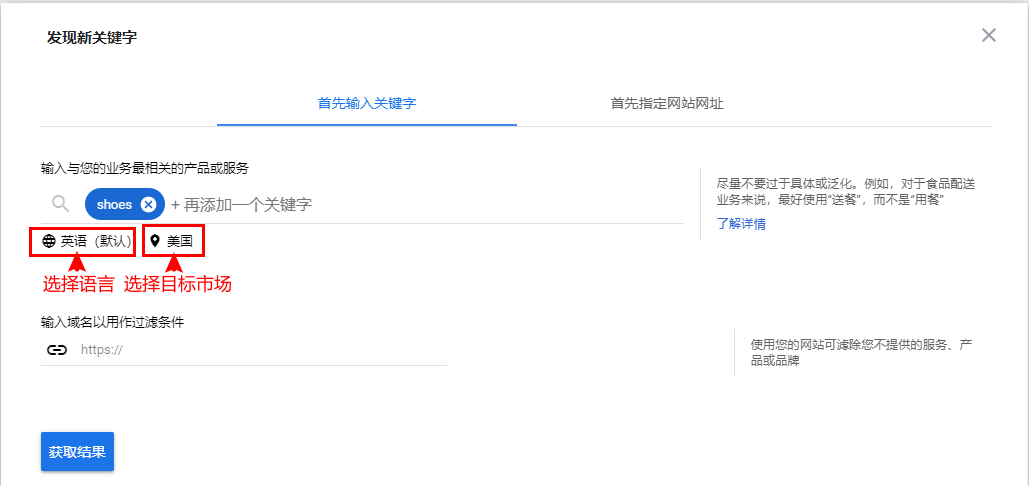 发现新关键字
首先输入关键字
首先指定网站网址
输入与您的业务最相关的产品或服务
shoes + 再添加一个关键字
英语 (默认) 美国
选择语言 选择目标市场
尽量不要过于具体或泛化。例如，对于食品配送
业务来说，最好使用“送餐”，而不是“用餐”
了解详情
输入域名以用作过滤条件
https://
使用您的网站可滤除您不提供的服务、产
品或品牌
获取结果